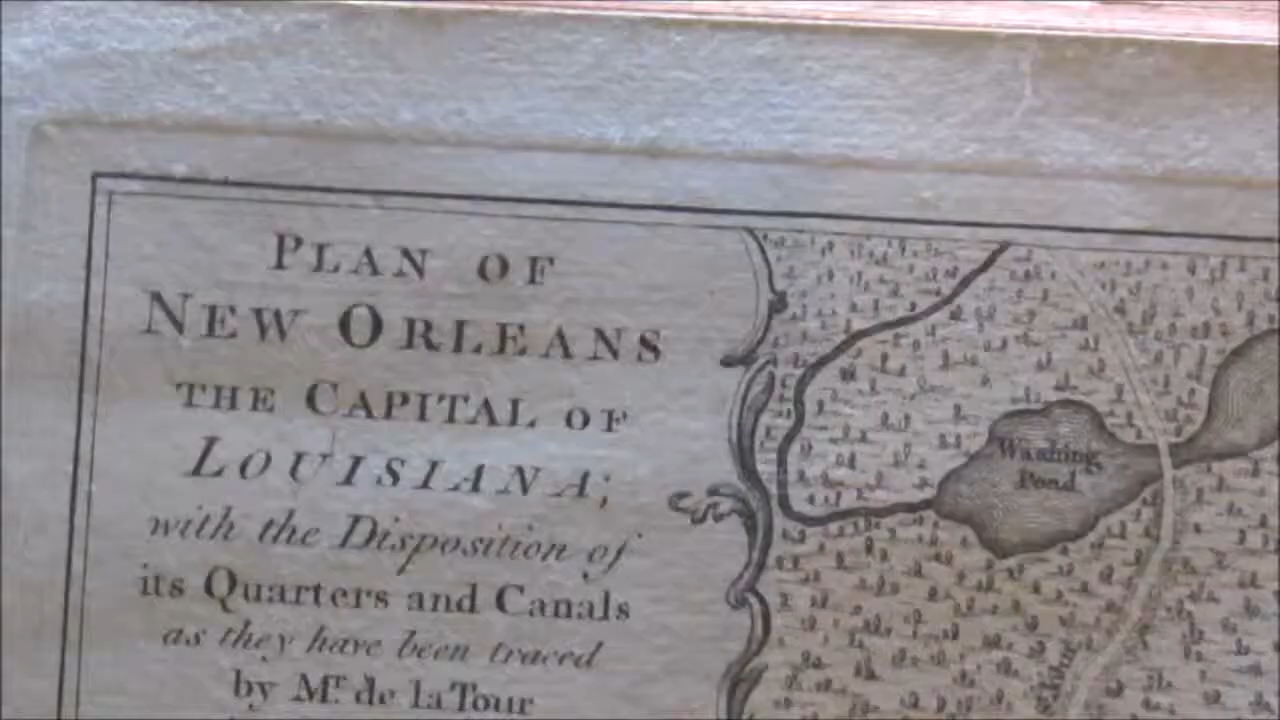 PLAN OF
NEW ORLEANS
THE CAPITAL OF
LOUISIANA;
with the Disposition of
its Quarters and Canals
as they have been traced
by Mr. de la Tour
Washing
Pond